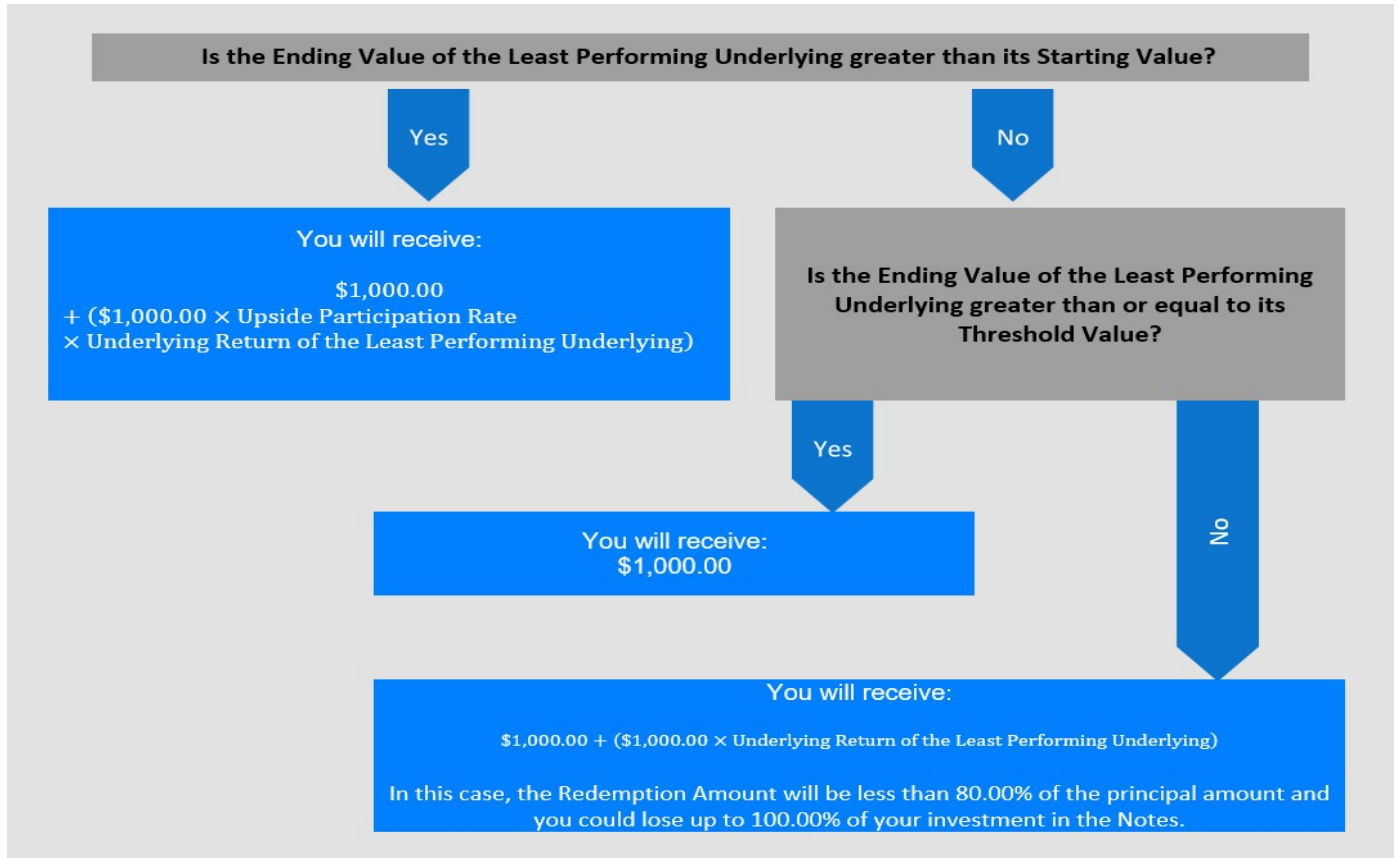 Is the Ending Value of the Least Performing Underlying greater than its Starting Value?
Yes
No
You will receive:
$1,000.00
+ ($1,000.00 × Upside Participation Rate
× Underlying Return of the Least Performing Underlying)
Is the Ending Value of the Least Performing
Underlying greater than or equal to its
Threshold Value?
Yes
No
You will receive:
$1,000.00
You will receive:
$1,000.00 + ($1,000.00 × Underlying Return of the Least Performing Underlying)
In this case, the Redemption Amount will be less than 80.00% of the principal amount and
you could lose up to 100.00% of your investment in the Notes.